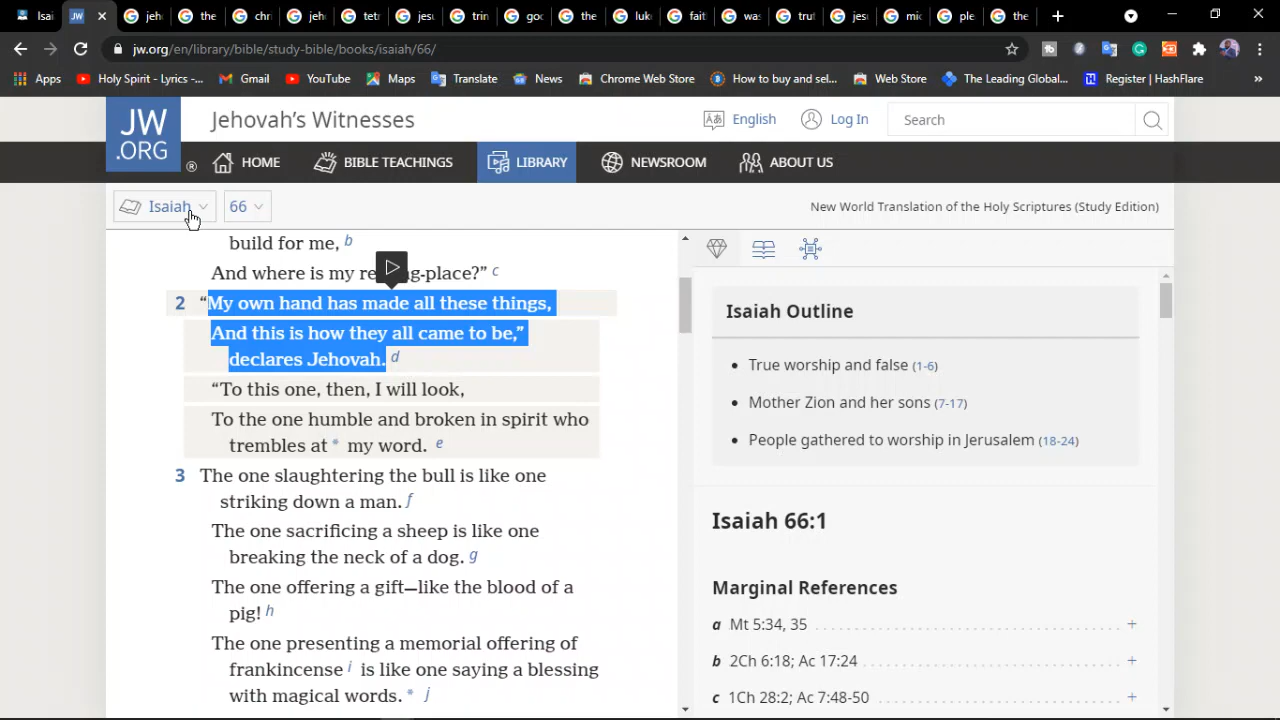 Isai
jeh
the
chr
jeh
tetr
jesu
trin
god
the
luk
fait
was
trut
jesu
mic
ple
the
jw.org/en/library/bible/study-bible/books/isaiah/66/
Apps Holy Spirit - Lyrics -... Gmail YouTube Maps Translate News Chrome Web Store How to buy and sel... Web Store The Leading Global... Register | HashFlare »
JW
.ORG
®
Jehovah's Witnesses
English
Log In
Search
HOME BIBLE TEACHINGS LIBRARY NEWSROOM ABOUT US
Isaiah 66
New World Translation of the Holy Scriptures (Study Edition)
build for me, b
And where is my place?” c
2 “My own hand has made all these things,
And this is how they all came to be,”
declares Jehovah. d
“To this one, then, I will look,
To the one humble and broken in spirit who
trembles at * my word. e
3 The one slaughtering the bull is like one
striking down a man. f
The one sacrificing a sheep is like one
breaking the neck of a dog. g
The one offering a gift—like the blood of a
pig! h
The one presenting a memorial offering of
frankincense i is like one saying a blessing
with magical words. * j
Isaiah Outline
• True worship and false (1-6)
• Mother Zion and her sons (7-17)
• People gathered to worship in Jerusalem (18-24)
Isaiah 66:1
Marginal References
a Mt 5:34, 35 +
b 2Ch 6:18; Ac 17:24 +
c 1Ch 28:2; Ac 7:48-50 +